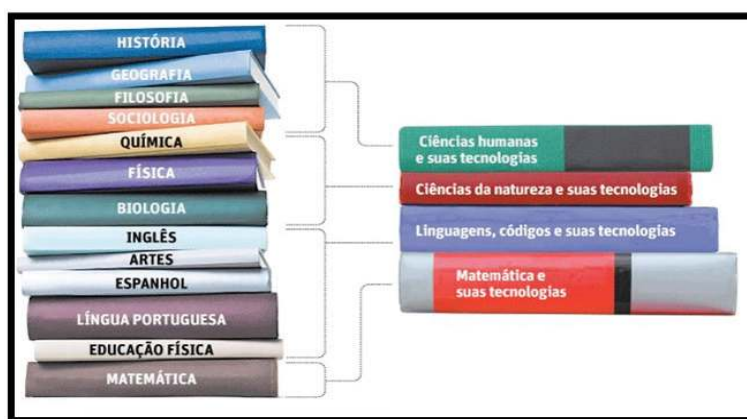 HISTÓRIA
GEOGRAFIA
FILOSOFIA
SOCIOLOGIA
QUÍMICA
FÍSICA
BIOLOGIA
INGLÊS
ARTES
ESPANHOL
LÍNGUA PORTUGUESA
EDUCAÇÃO FÍSICA
MATEMÁTICA
Ciências humanas
e suas tecnologias
Ciências da natureza e suas tecnologias
Linguagens, códigos e suas tecnologias
Matemática e
suas tecnologias